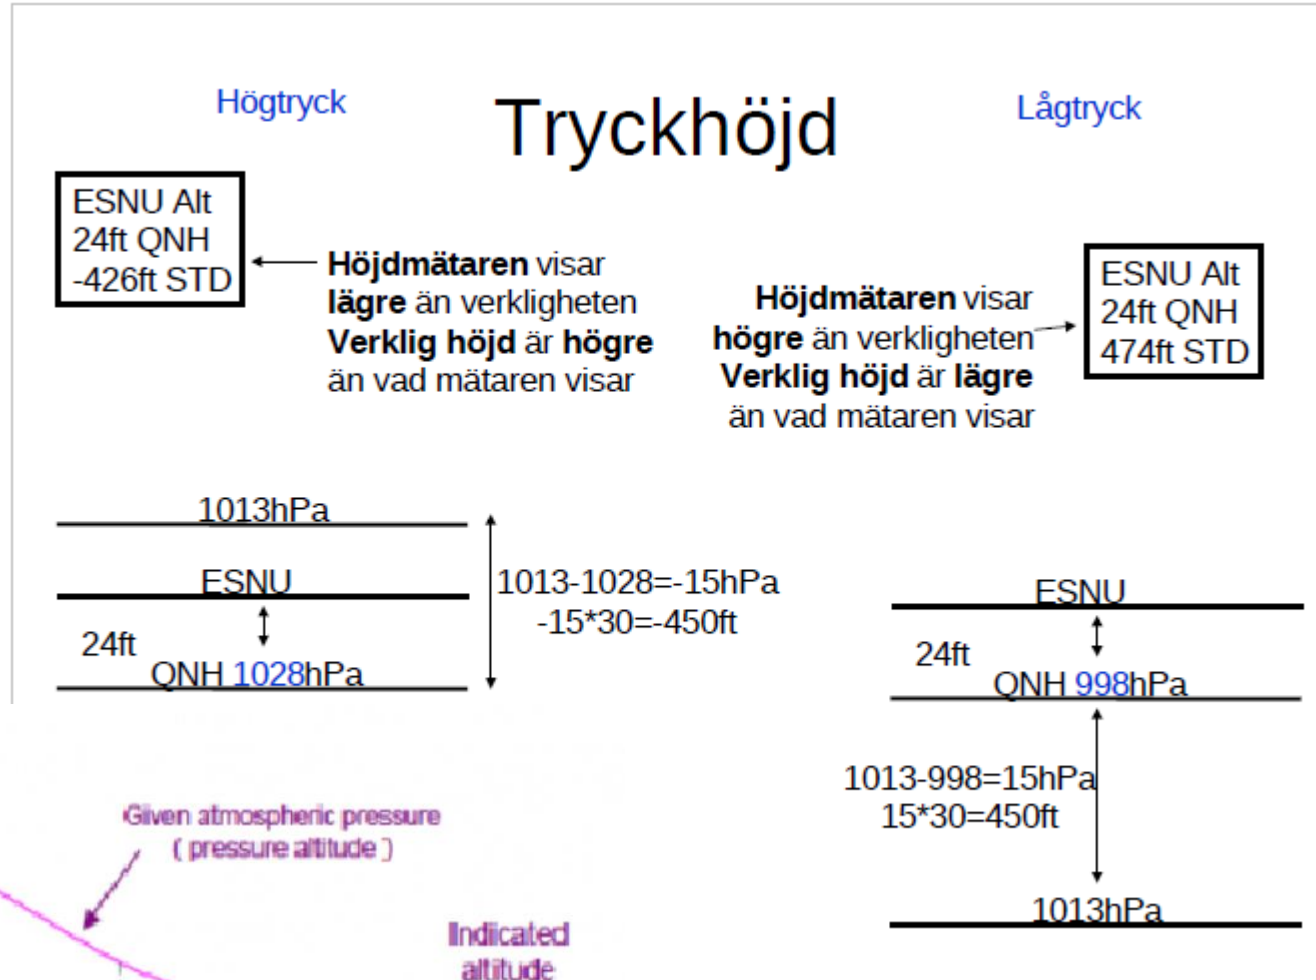 Högtryck
Tryckhöjd
Lågtryck
ESNU Alt
24ft QNH
-426ft STD
Höjdmätaren visar
lägre än verkligheten
Verklig höjd är högre
än vad mätaren visar
Höjdmätaren visar
högre än verkligheten
Verklig höjd är lägre
än vad mätaren visar
ESNU Alt
24ft QNH
474ft STD
1013hPa
ESNU
24ft
QNH 1028hPa
1013-1028=-15hPa
-15*30=-450ft
ESNU
24ft
QNH 998hPa
1013-998=15hPa
15*30=450ft
1013hPa
Given atmospheric pressure
( pressure altitude )
Indicated
altitude